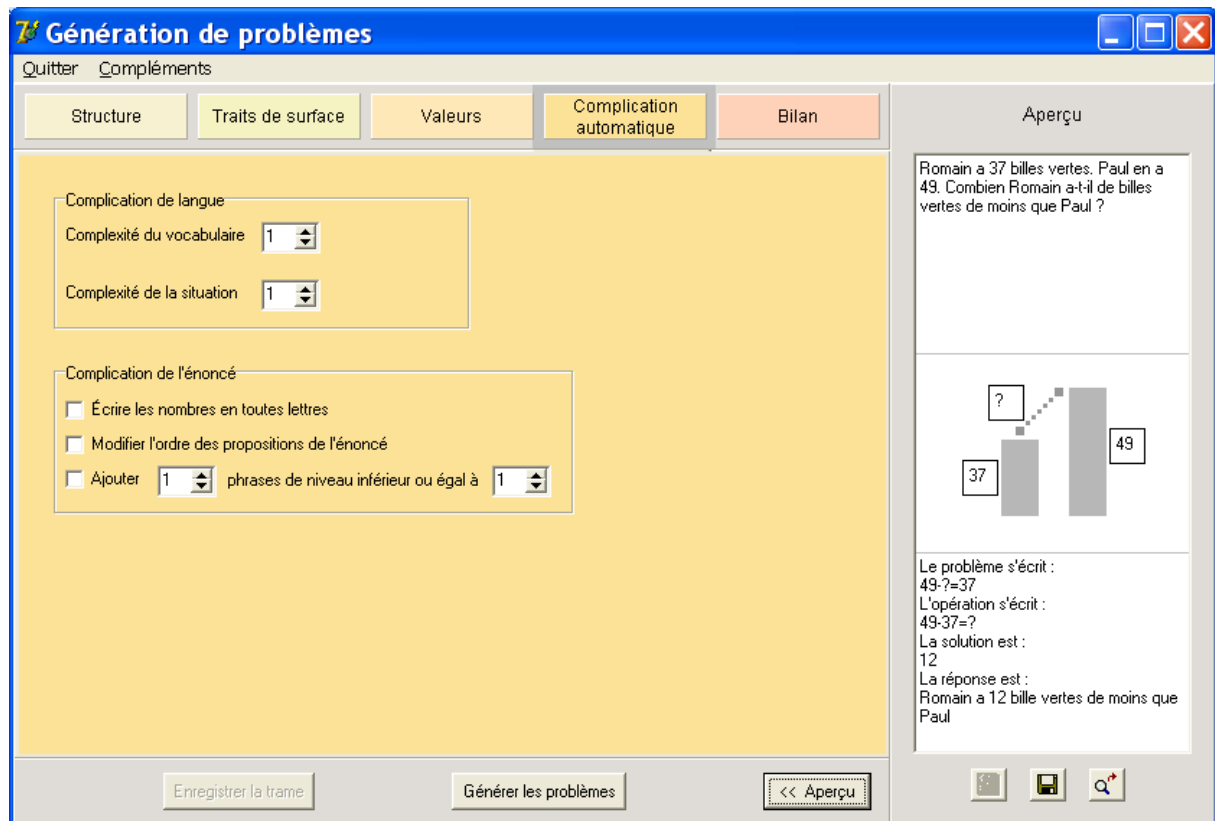 Génération de problèmes
Quitter Compléments
Structure
Traits de surface
Valeurs
Complication
automatique
Bilan
Complication de langue
Complexité du vocabulaire 1
Complexité de la situation 1
Complication de l'énoncé
Écrire les nombres en toutes lettres
Modifier l'ordre des propositions de l'énoncé
Ajouter 1 phrases de niveau inférieur ou égal à 1
Enregistrer la trame
Générer les problèmes
<< Aperçu
Aperçu
Romain a 37 billes vertes. Paul en a
49. Combien Romain a-t-il de billes
vertes de moins que Paul ?
?
49
37
Le problème s'écrit :
49-?=37
L'opération s'écrit :
49-37=?
La solution est :
12
La réponse est :
Romain a 12 bille vertes de moins que
Paul